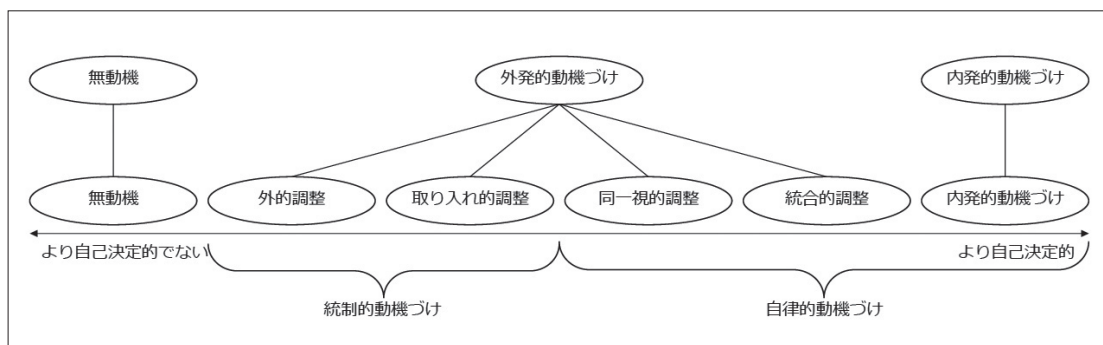 無動機
外発的動機づけ
内発的動機づけ
無動機
外的調整
取り入れ的調整
同一視的調整
統合的調整
内発的動機づけ
より自己決定的でない
より自己決定的
統制的動機づけ
自律的動機づけ